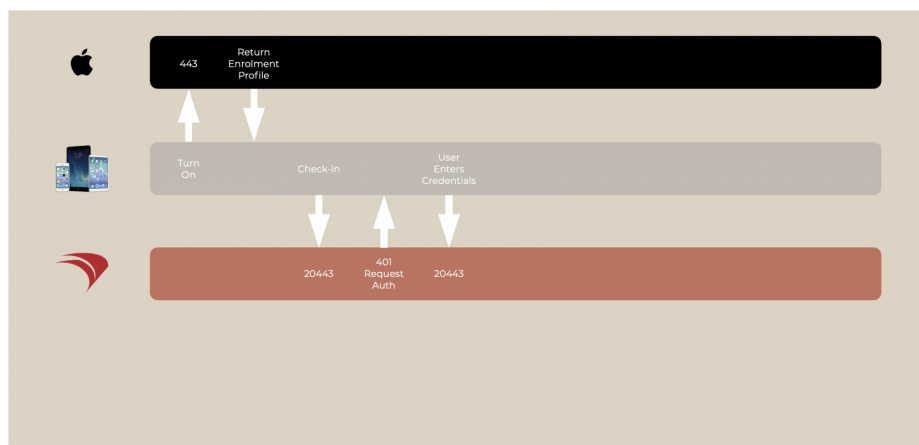 443
Return
Enrolment
Profile
Turn
On
Check-in
User
Enters
Credentials
20443
401
Request
Auth
20443